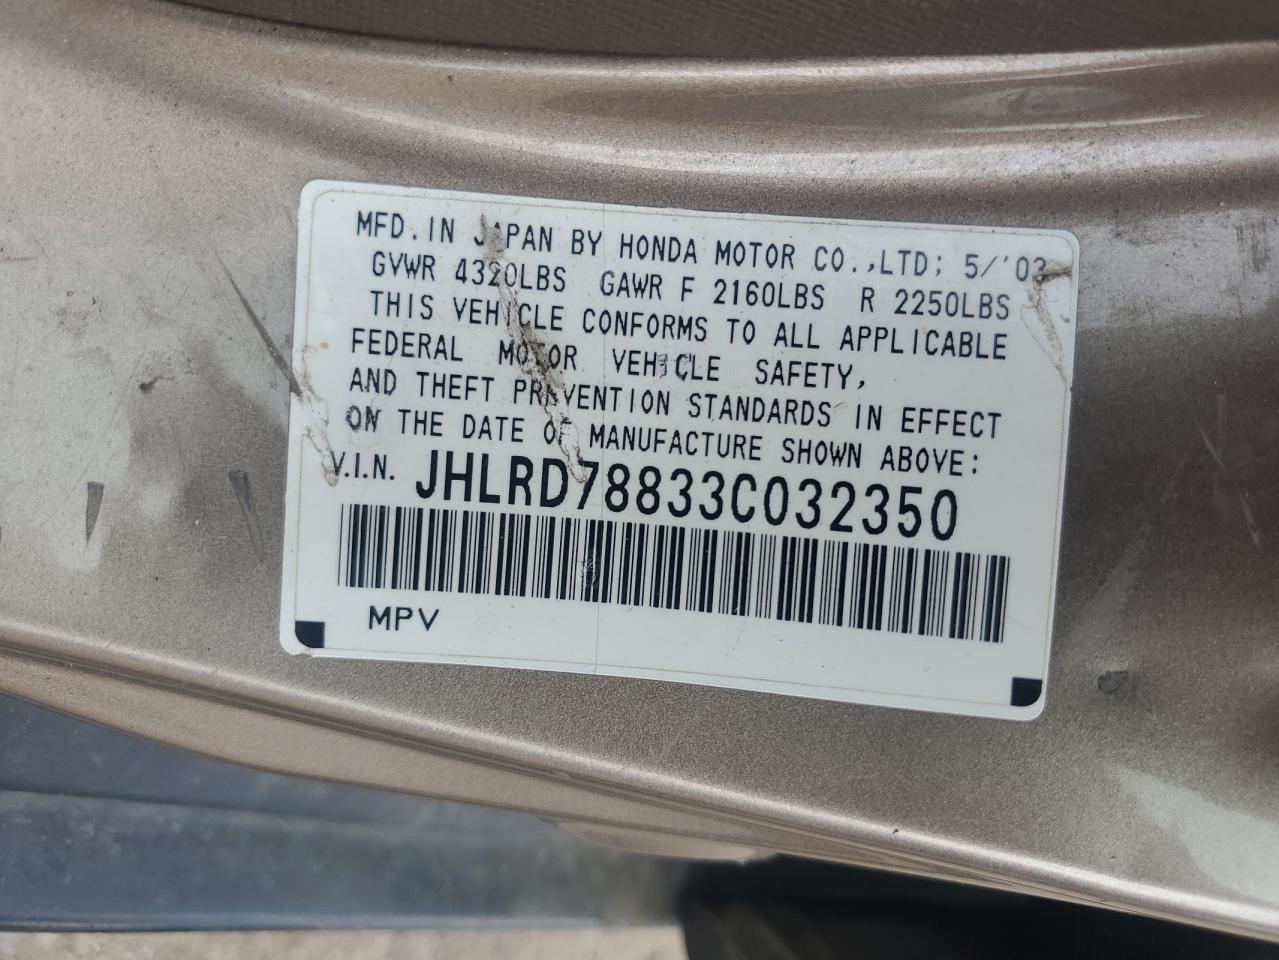 MFD. IN JAPAN BY HONDA MOTOR CO.,LTD; 5/'03
GVWR 4320LBS GAWR F 2160LBS R 2250LBS
THIS VEHICLE CONFORMS TO ALL APPLICABLE
FEDERAL MOTOR VEHICLE SAFETY,
AND THEFT PREVENTION STANDARDS IN EFFECT
ON THE DATE OF MANUFACTURE SHOWN ABOVE:
V.I.N. JHLRD78833C032350
MPV